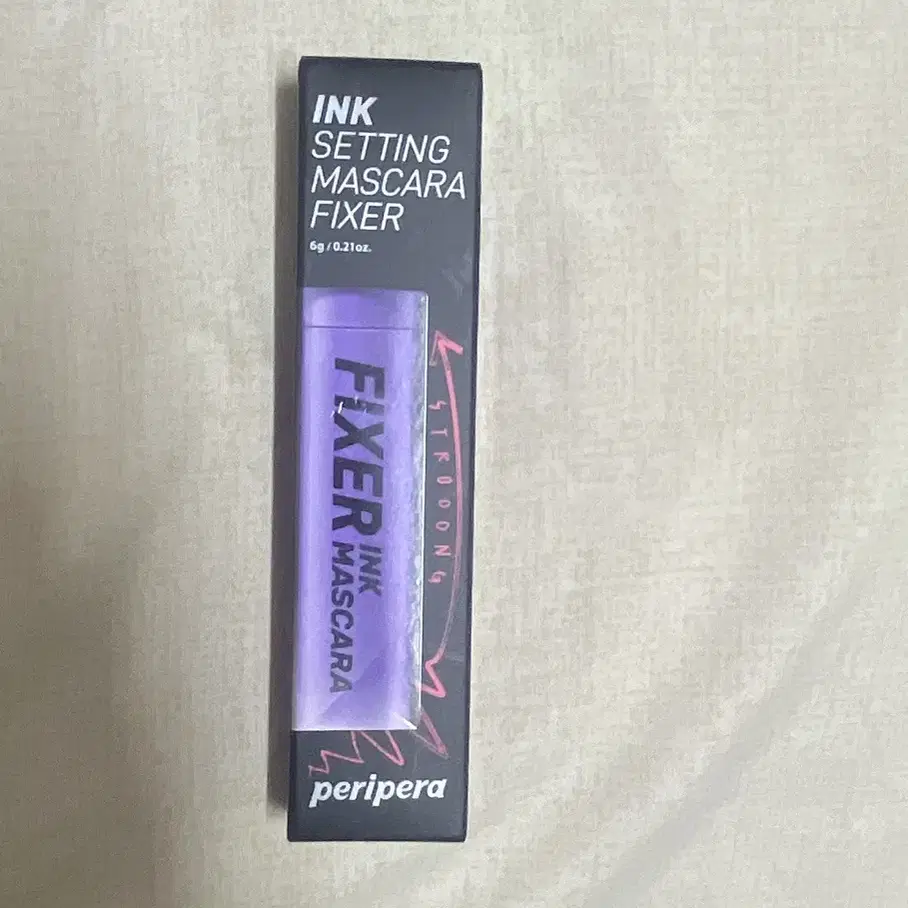 INK
SETTING
MASCARA
FIXER
6g / 0.21oz.
FIXER
INK
MASCARA
STROOONG
peripera